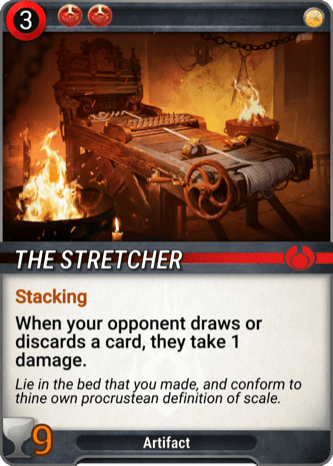 3
THE STRETCHER
Stacking
When your opponent draws or
discards a card, they take 1
damage.
Lie in the bed that you made, and conform to
thine own procrustean definition of scale.
9
Artifact